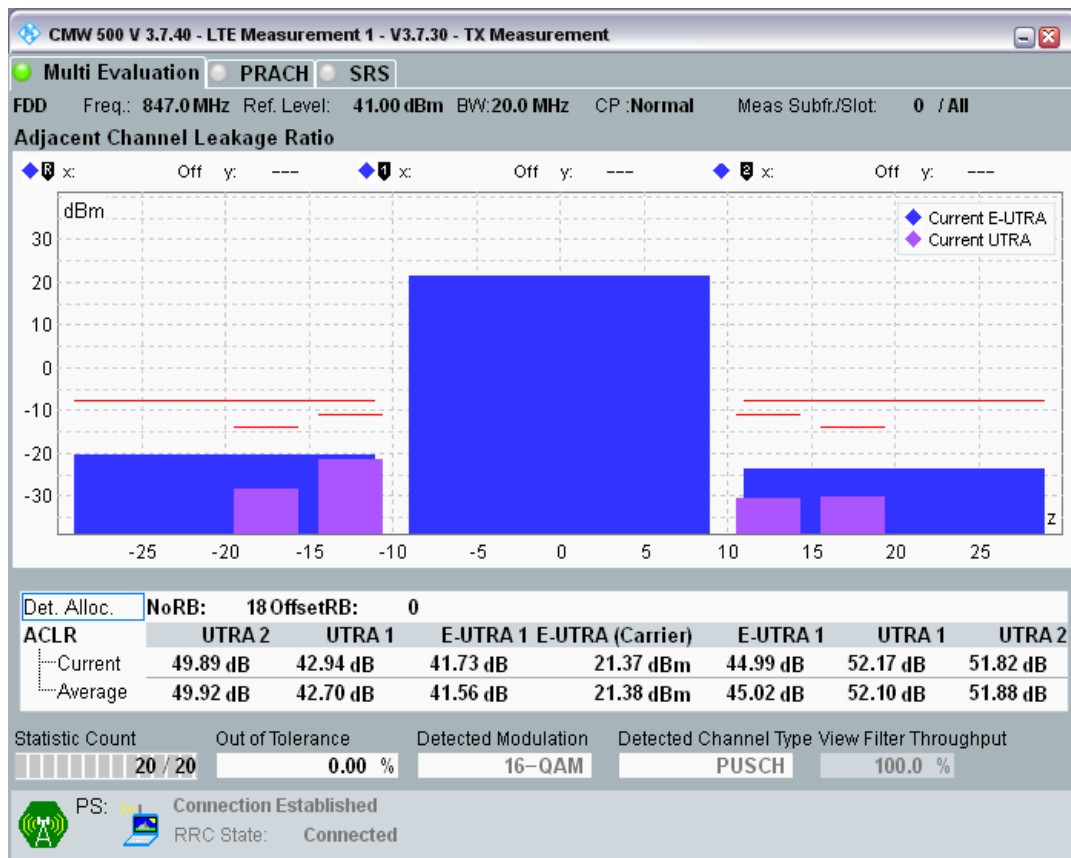 CMW 500 V 3.7.40 - LTE Measurement 1 - V3.7.30 - TX Measurement
Multi Evaluation PRACH SRS
FDD Freq.: 847.0 MHz Ref. Level: 41.00 dBm BW: 20.0 MHz CP :Normal Meas Subfr./Slot: 0 / All
Adjacent Channel Leakage Ratio
R x: Off y: --- 1 x: Off y: --- 2 x: Off y: ---
dBm
Current E-UTRA
Current UTRA
30
20
10
0
-10
-20
-30
z
-25 -20 -15 -10 -5 0 5 10 15 20 25
Det. Alloc. NoRB: 18 OffsetRB: 0
ACLR UTRA 2 UTRA 1 E-UTRA 1 E-UTRA (Carrier) E-UTRA 1 UTRA 1 UTRA 2
Current 49.89 dB 42.94 dB 41.73 dB 21.37 dBm 44.99 dB 52.17 dB 51.82 dB
Average 49.92 dB 42.70 dB 41.56 dB 21.38 dBm 45.02 dB 52.10 dB 51.88 dB
Statistic Count Out of Tolerance Detected Modulation Detected Channel Type View Filter Throughput
20 / 20 0.00 % 16-QAM PUSCH 100.0 %
PS: Connection Established
RRC State: Connected